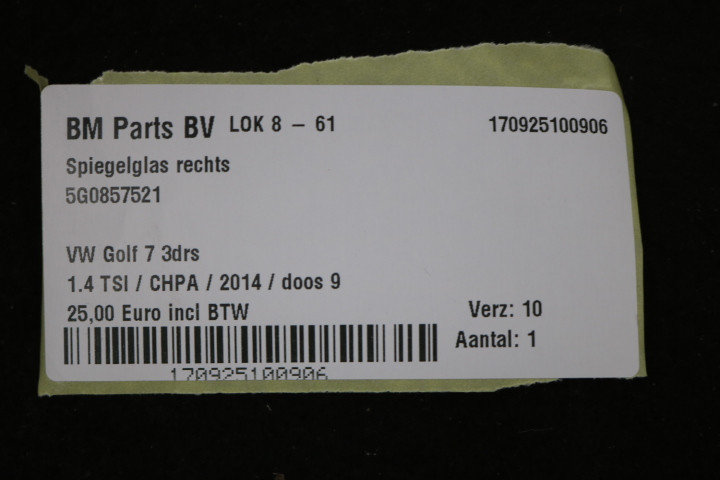 BM Parts BV LOK 8 – 61 170925100906
Spiegelglas rechts
5G0857521
VW Golf 7 3drs
1.4 TSI / CHPA / 2014 / doos 9
25,00 Euro incl BTW Verz: 10
Aantal: 1
170925100906